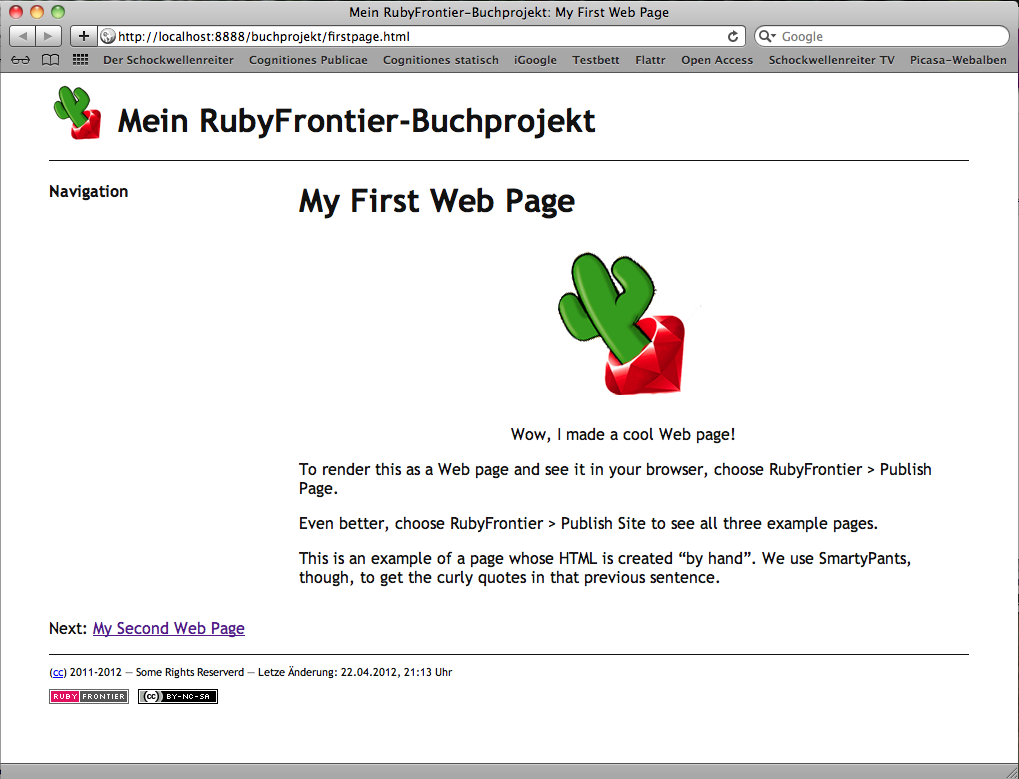 Mein RubyFrontier-Buchprojekt: My First Web Page
http://localhost:8888/buchprojekt/firstpage.html
Google
Der Schockwellenreiter Cognitiones Publicae Cognitiones statisch iGoogle Testbett Flattr Open Access Schockwellenreiter TV Picasa-Webalben
Mein RubyFrontier-Buchprojekt
Navigation
My First Web Page
Wow, I made a cool Web page!
To render this as a Web page and see it in your browser, choose RubyFrontier > Publish
Page.
Even better, choose RubyFrontier > Publish Site to see all three example pages.
This is an example of a page whose HTML is created “by hand”. We use SmartyPants,
though, to get the curly quotes in that previous sentence.
Next: My Second Web Page
(cc) 2011-2012 — Some Rights Reserverd — Letze Änderung: 22.04.2012, 21:13 Uhr
RUBY FRONTIER (cc) BY-NC-SA